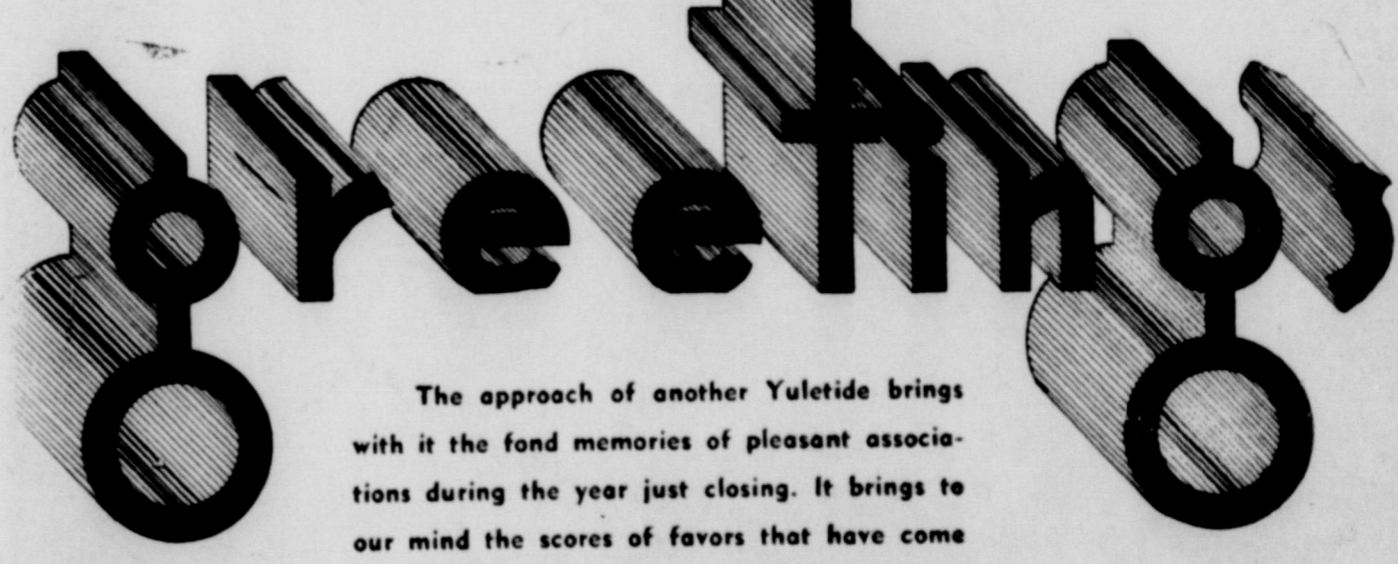 greetings
The approach of another Yuletide brings
with it the fond memories of pleasant associa-
tions during the year just closing. It brings to
our mind the scores of favors that have come